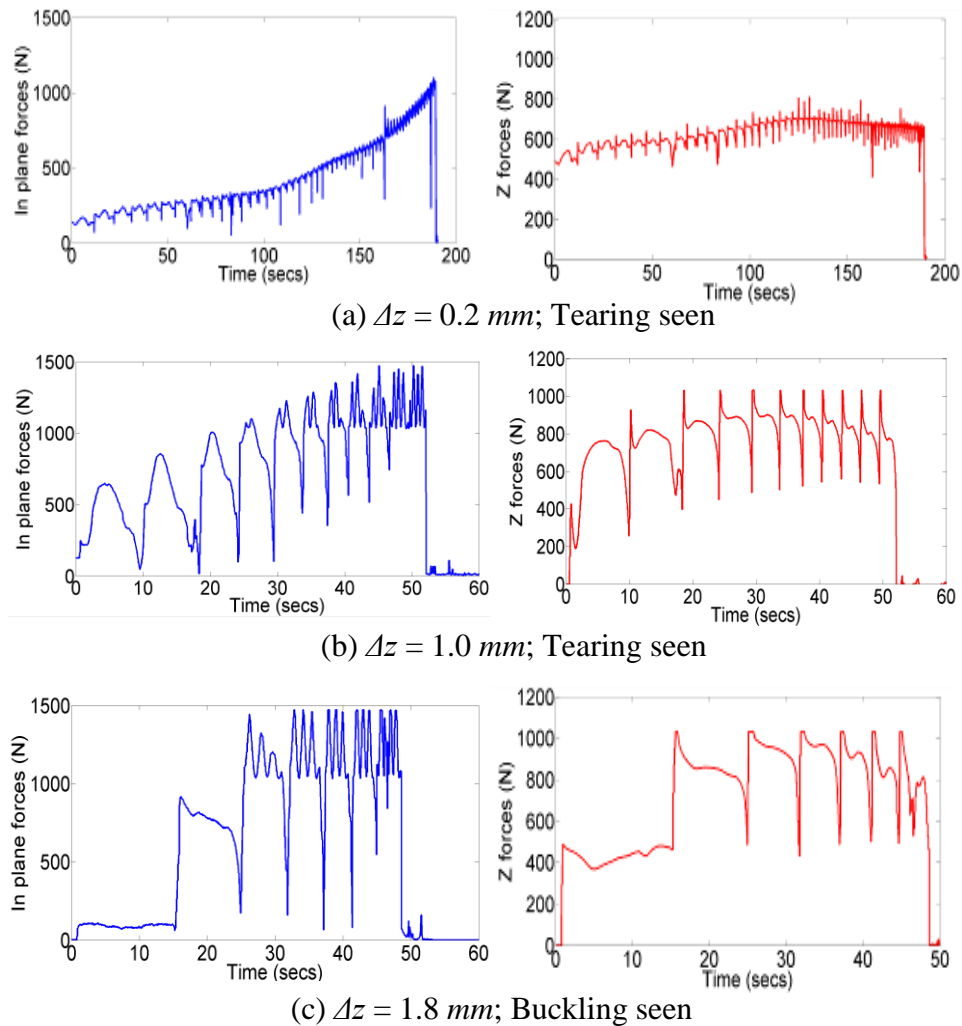 In plane forces (N)
1500
1000
500
0
0 50 100 150 200
Time (secs)
Z forces (N)
1200
1000
800
600
400
200
0
0 50 100 150 200
Time (secs)
(a) Δz = 0.2 mm; Tearing seen
In plane forces (N)
1500
1000
500
0
0 10 20 30 40 50 60
Time (secs)
Z forces (N)
1200
1000
800
600
400
200
0
0 10 20 30 40 50 60
Time (secs)
(b) Δz = 1.0 mm; Tearing seen
In plane forces (N)
1500
1000
500
0
0 10 20 30 40 50 60
Time (secs)
Z forces (N)
1200
1000
800
600
400
200
0
0 10 20 30 40 50
Time (secs)
(c) Δz = 1.8 mm; Buckling seen